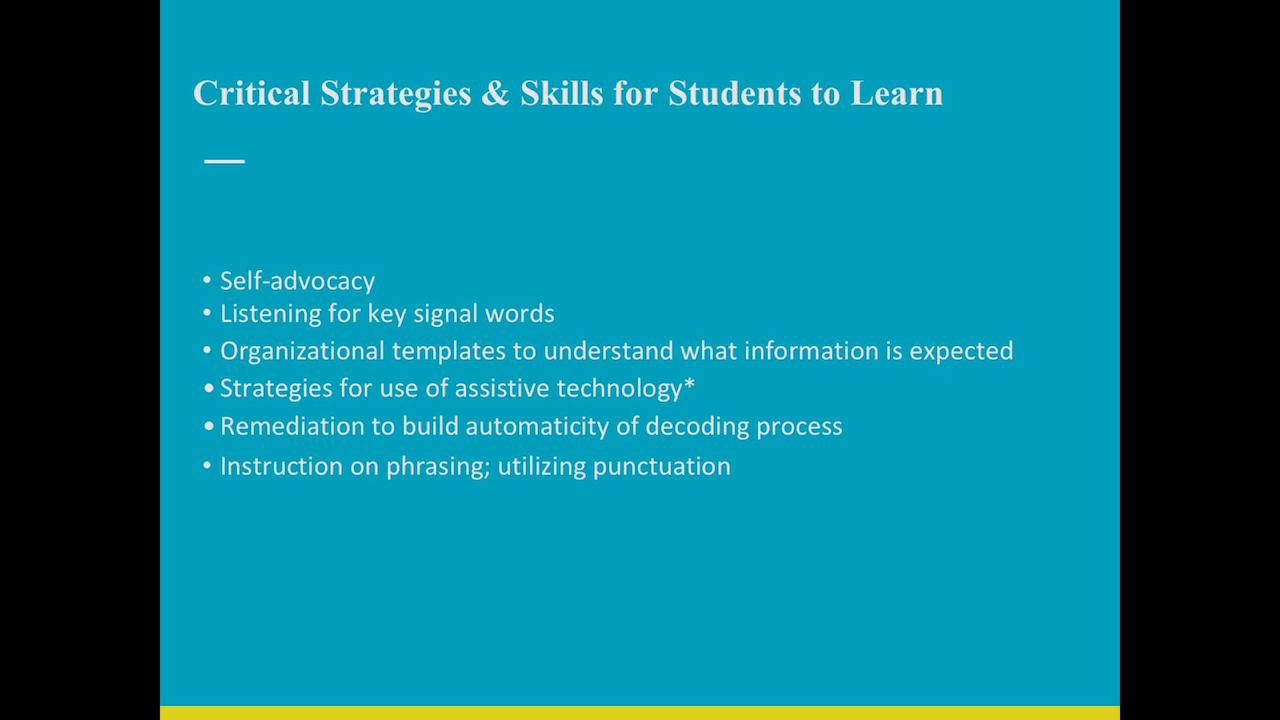 Critical Strategies & Skills for Students to Learn
• Self-advocacy
• Listening for key signal words
• Organizational templates to understand what information is expected
• Strategies for use of assistive technology*
• Remediation to build automaticity of decoding process
• Instruction on phrasing; utilizing punctuation